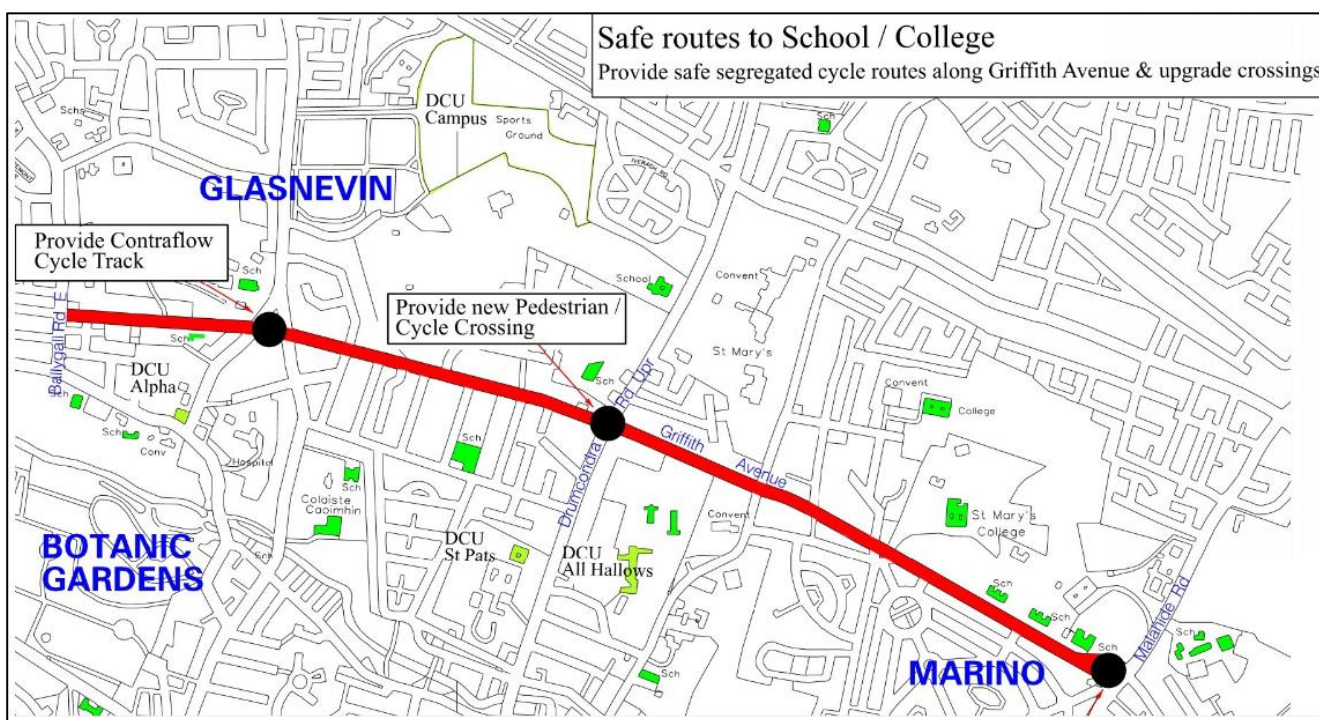 Safe routes to School / College
Provide safe segregated cycle routes along Griffith Avenue & upgrade crossings
Schs
DCU
Campus
Sports
Ground
Sch
GLASNEVIN
Provide Contraflow
Cycle Track
Sch
School
Convent
Provide new Pedestrian /
Cycle Crossing
St Mary's
Ballygall Rd E
Sch
DCU
Alpha
Sch
Sch
Conv
Hospital
Sch
Sch
Colaiste
Caoimhin
Sch
Drumcondra
Rd Upr
Griffith
Avenue
Convent
College
St Mary's
College
Convent
BOTANIC
GARDENS
Sch
DCU
St Pats
DCU
All Hallows
Sch
Sch
Sch
Sch
Sch
MARINO
Malahide Rd
Sch